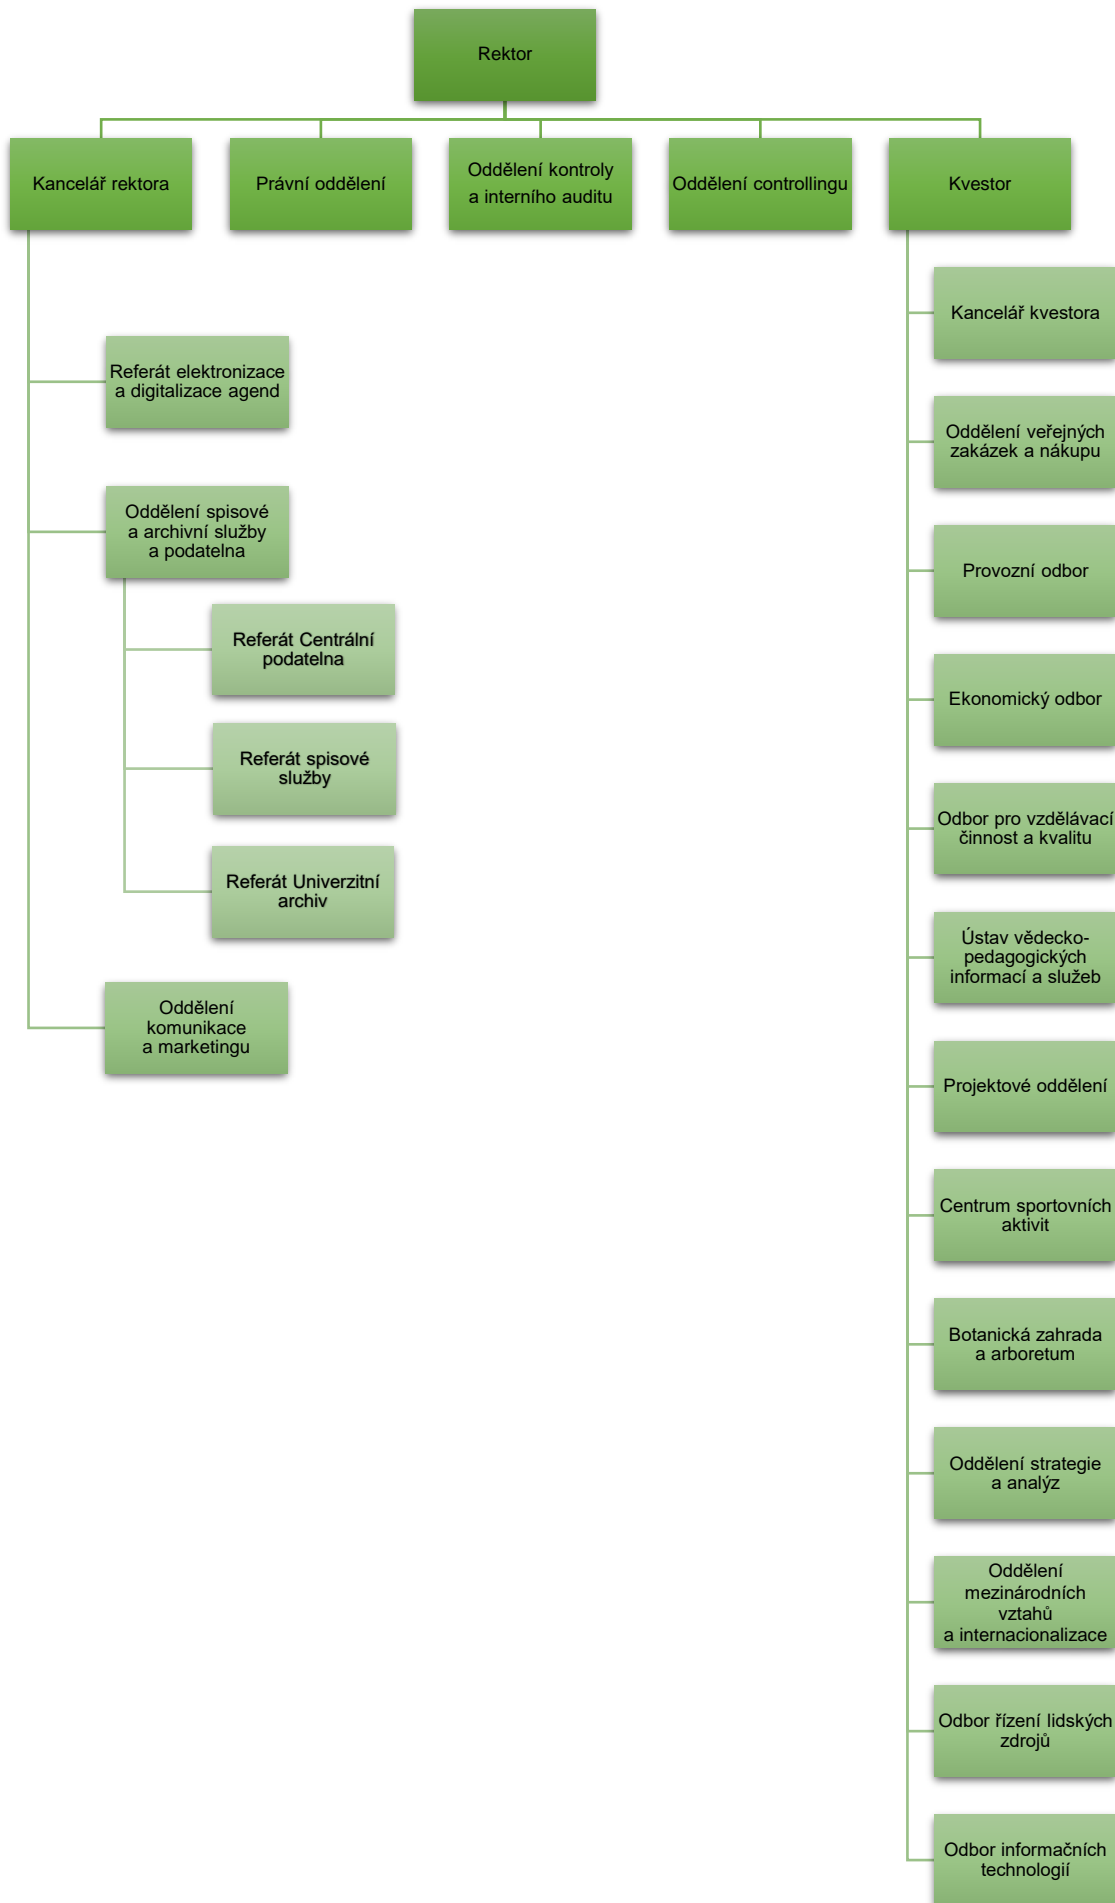 Rektor
Kancelář rektora
Právní oddělení
Oddělení kontroly
a interního auditu
Oddělení controllingu
Kvestor
Referát elektronizace
a digitalizace agend
Oddělení spisové
a archivní služby
a podatelna
Referát Centrální
podatelna
Referát spisové
služby
Referát Univerzitní
archiv
Oddělení
komunikace
a marketingu
Kancelář kvestora
Oddělení veřejných
zakázek a nákupu
Provozní odbor
Ekonomický odbor
Odbor pro vzdělávací
činnost a kvalitu
Ústav vědecko-
pedagogických
informací a služeb
Projektové oddělení
Centrum sportovních
aktivit
Botanická zahrada
a arboretum
Oddělení strategie
a analýz
Oddělení
mezinárodních
vztahů
a internacionalizace
Odbor řízení lidských
zdrojů
Odbor informačních
technologií